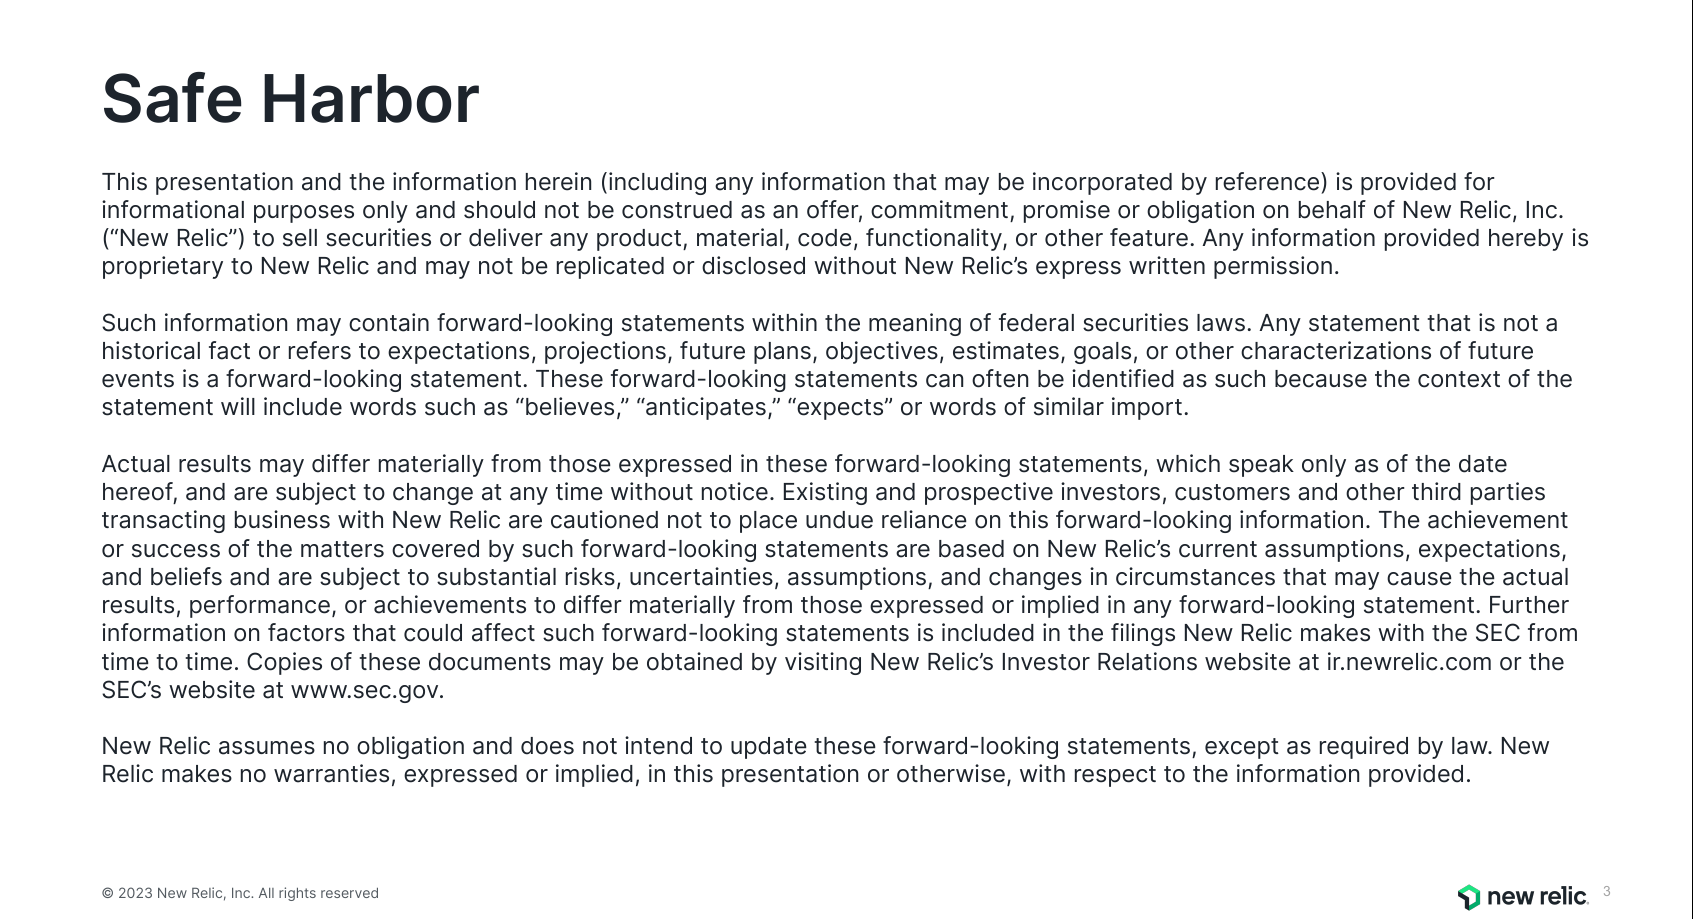 Safe Harbor
This presentation and the information herein (including any information that may be incorporated by reference) is provided for
informational purposes only and should not be construed as an offer, commitment, promise or obligation on behalf of New Relic, Inc.
(“New Relic”) to sell securities or deliver any product, material, code, functionality, or other feature. Any information provided hereby is
proprietary to New Relic and may not be replicated or disclosed without New Relic’s express written permission.
Such information may contain forward-looking statements within the meaning of federal securities laws. Any statement that is not a
historical fact or refers to expectations, projections, future plans, objectives, estimates, goals, or other characterizations of future
events is a forward-looking statement. These forward-looking statements can often be identified as such because the context of the
statement will include words such as “believes,” “anticipates,” “expects” or words of similar import.
Actual results may differ materially from those expressed in these forward-looking statements, which speak only as of the date
hereof, and are subject to change at any time without notice. Existing and prospective investors, customers and other third parties
transacting business with New Relic are cautioned not to place undue reliance on this forward-looking information. The achievement
or success of the matters covered by such forward-looking statements are based on New Relic’s current assumptions, expectations,
and beliefs and are subject to substantial risks, uncertainties, assumptions, and changes in circumstances that may cause the actual
results, performance, or achievements to differ materially from those expressed or implied in any forward-looking statement. Further
information on factors that could affect such forward-looking statements is included in the filings New Relic makes with the SEC from
time to time. Copies of these documents may be obtained by visiting New Relic’s Investor Relations website at ir.newrelic.com or the
SEC’s website at www.sec.gov.
New Relic assumes no obligation and does not intend to update these forward-looking statements, except as required by law. New
Relic makes no warranties, expressed or implied, in this presentation or otherwise, with respect to the information provided.
© 2023 New Relic, Inc. All rights reserved
new relic.
3